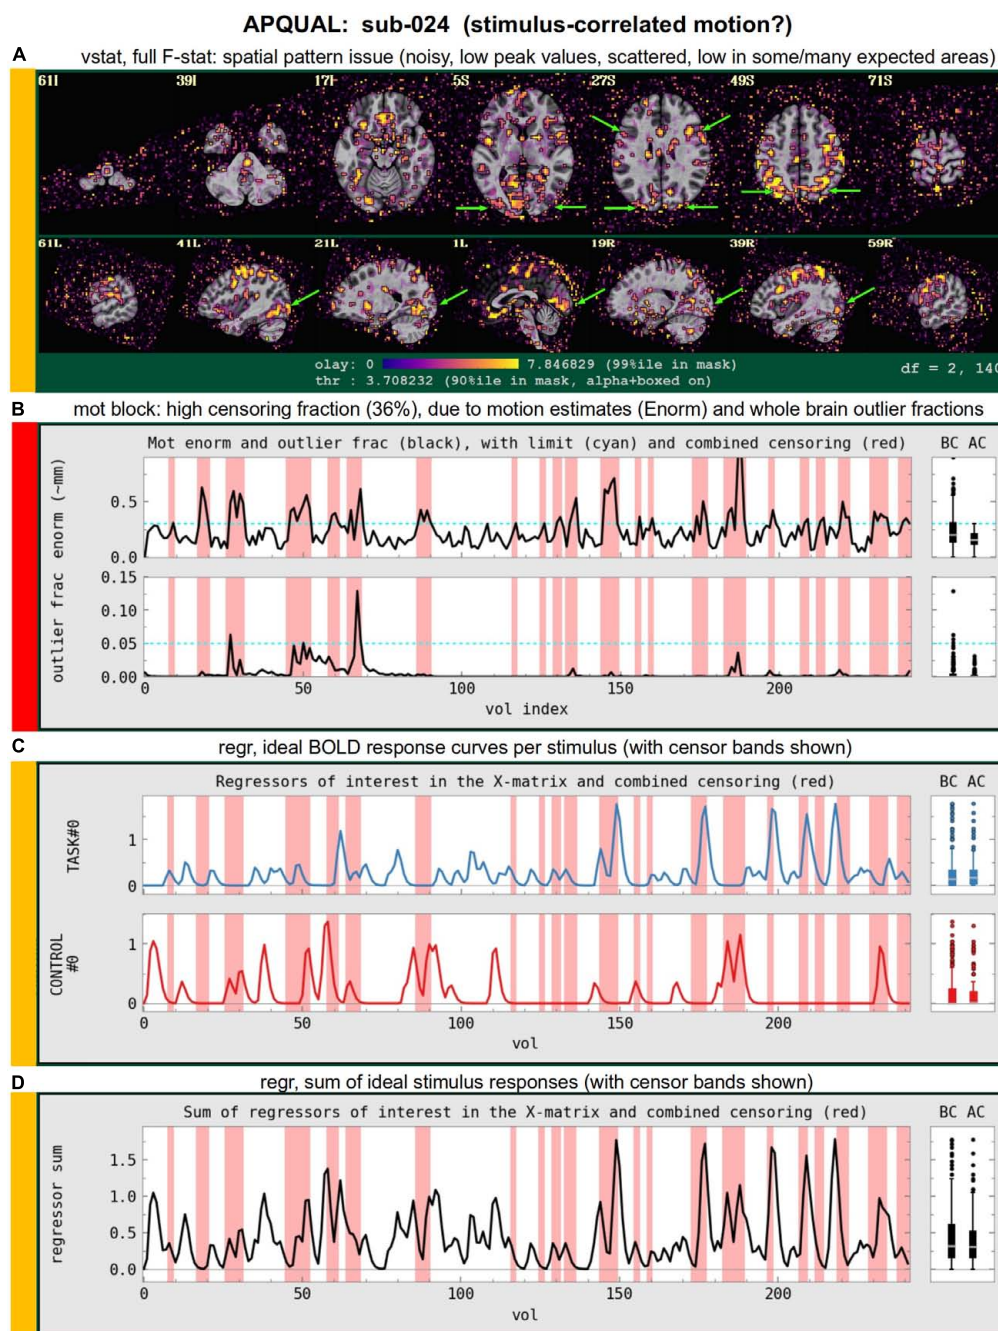 APQUAL: sub-024 (stimulus-correlated motion?)
A
vstat, full F-stat: spatial pattern issue (noisy, low peak values, scattered, low in some/many expected areas)
61I 39I 17I 5S 27S 49S 71S
61L 41L 21L 1L 19R 39R 59R
olay: 0 7.846829 (99%ile in mask)
thr : 3.708232 (90%ile in mask, alpha+boxed on)
df = 2, 140
B
mot block: high censoring fraction (36%), due to motion estimates (Enorm) and whole brain outlier fractions
Mot enorm and outlier frac (black), with limit (cyan) and combined censoring (red)
BC AC
enorm (~mm)
0.5
0.0
outlier frac
0.15
0.10
0.05
0.00
0 50 100 150 200
vol index
C
regr, ideal BOLD response curves per stimulus (with censor bands shown)
Regressors of interest in the X-matrix and combined censoring (red)
BC AC
TASK#0
1
0
CONTROL
#0
1
0
0 50 100 150 200
vol
D
regr, sum of ideal stimulus responses (with censor bands shown)
Sum of regressors of interest in the X-matrix and combined censoring (red)
BC AC
regressor sum
1.5
1.0
0.5
0.0
0 50 100 150 200
vol